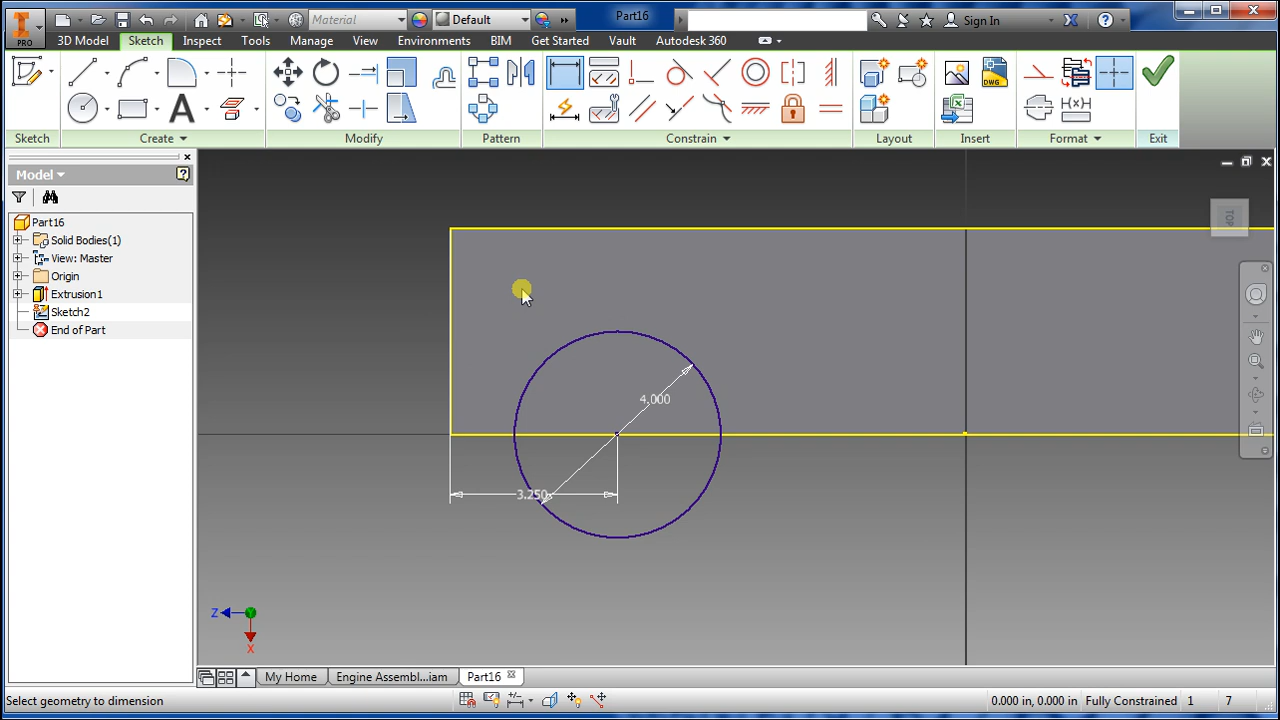 Material
Default
Part16
Sign In
PRO
3D Model Sketch Inspect Tools Manage View Environments BIM Get Started Vault Autodesk 360
DWG
H(x)
Sketch Create Modify Pattern Constrain Layout Insert Format Exit
Model
Part16
Solid Bodies(1)
View: Master
Origin
Extrusion1
Sketch2
End of Part
TOP
4.000
3.250
Z
X
My Home Engine Assembl...iam Part16
Select geometry to dimension 0.000 in, 0.000 in Fully Constrained 1 7